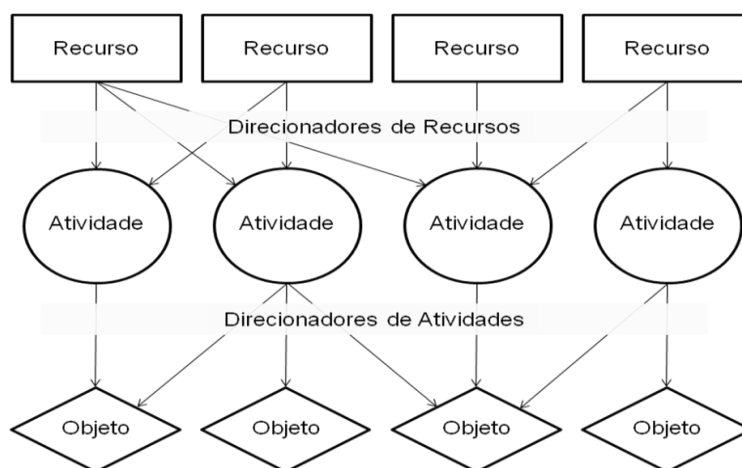 Recurso Recurso Recurso Recurso
Direcionadores de Recursos
Atividade Atividade Atividade Atividade
Direcionadores de Atividades
Objeto Objeto Objeto Objeto